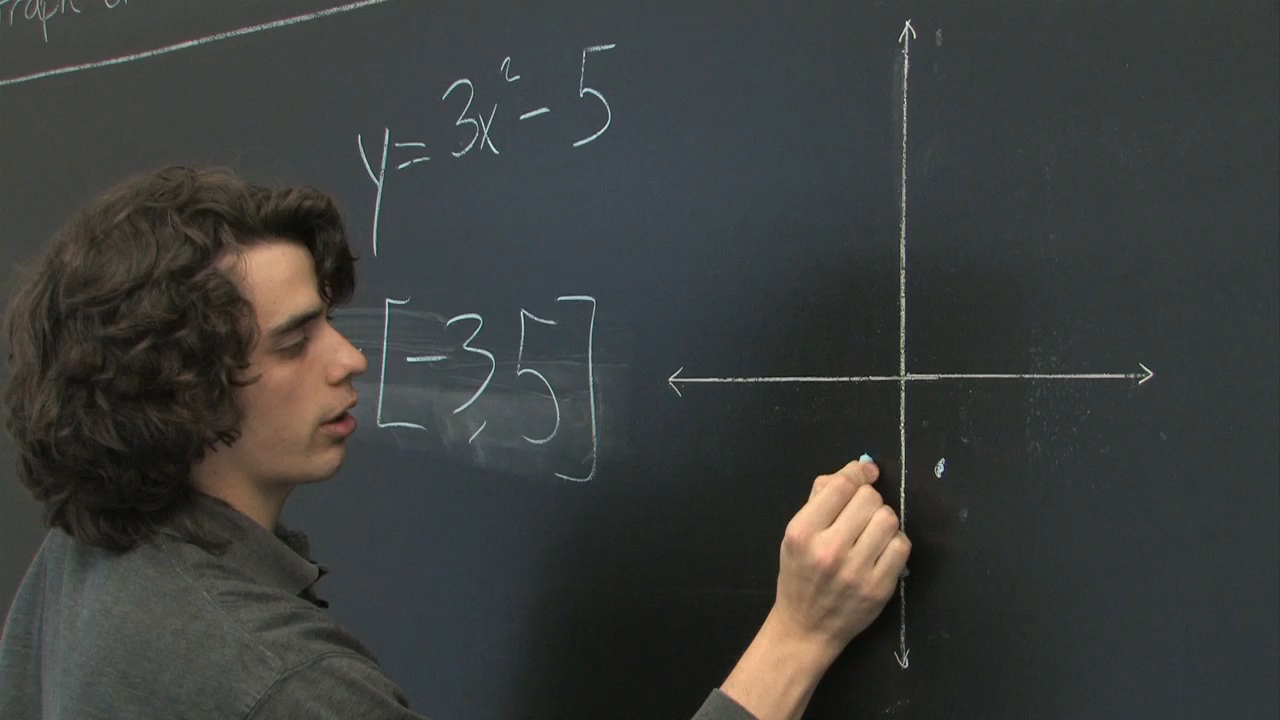 y = 3x² - 5
[-3, 5]